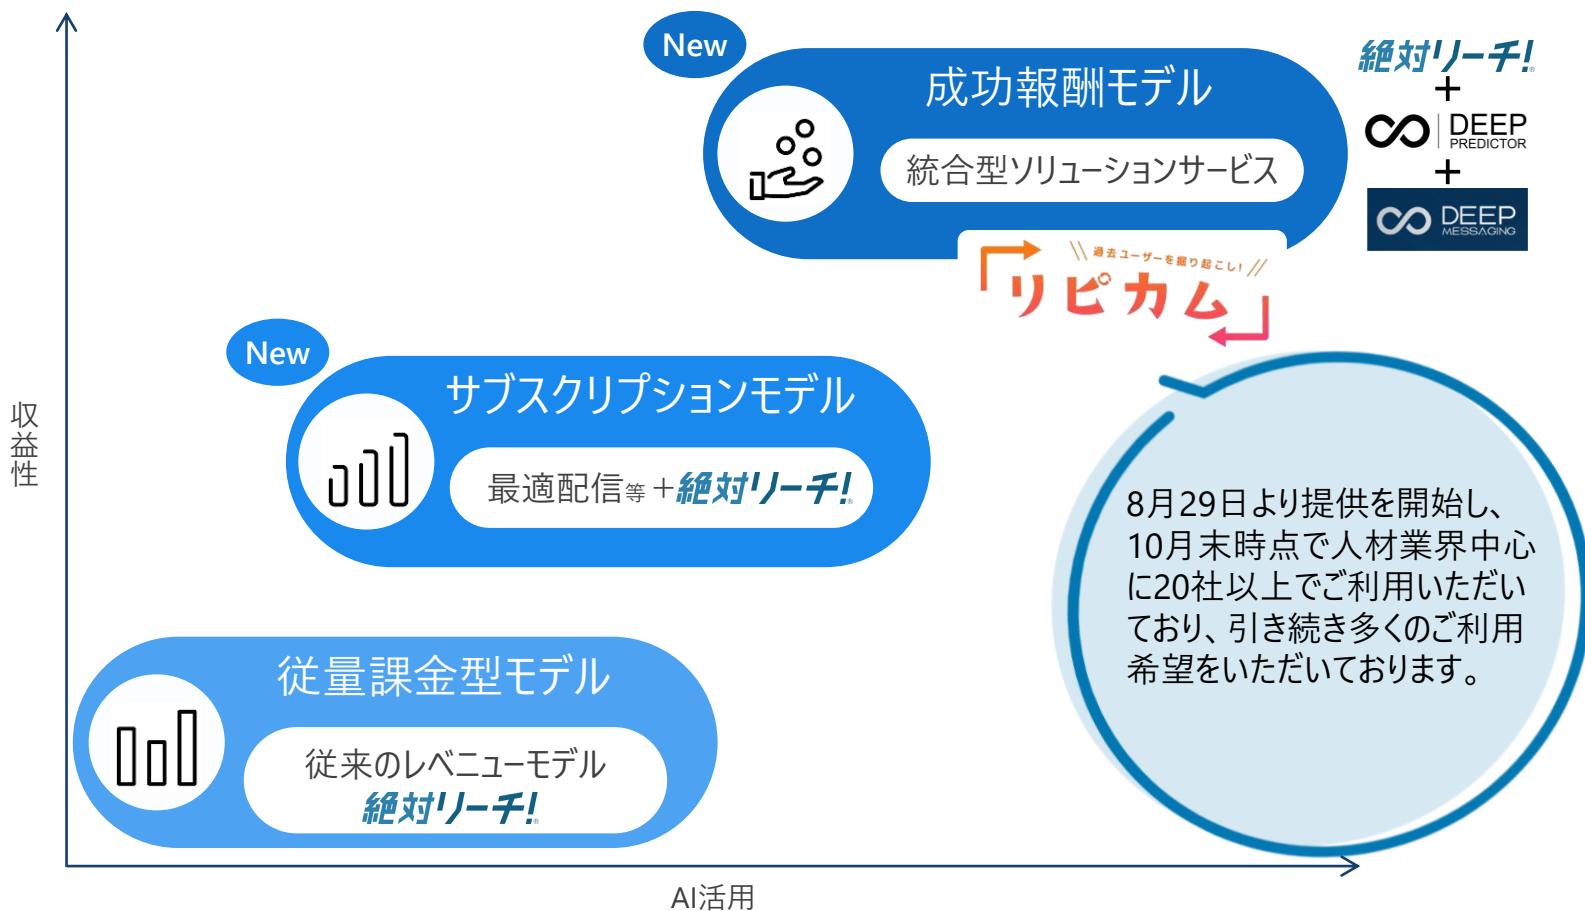 New
成功報酬モデル
統合型ソリューションサービス
絶対リーチ!®
+
DEEP
PREDICTOR
+
DEEP
MESSAGING
過去ユーザーを掘り起こし!
リピカム
New
サブスクリプションモデル
最適配信等+絶対リーチ!®
8月29日より提供を開始し、
10月末時点で人材業界中心
に20社以上でご利用いただい
ており、引き続き多くのご利用
希望をいただいております。
従量課金型モデル
従来のレベニューモデル
絶対リーチ!®
収益性
AI活用